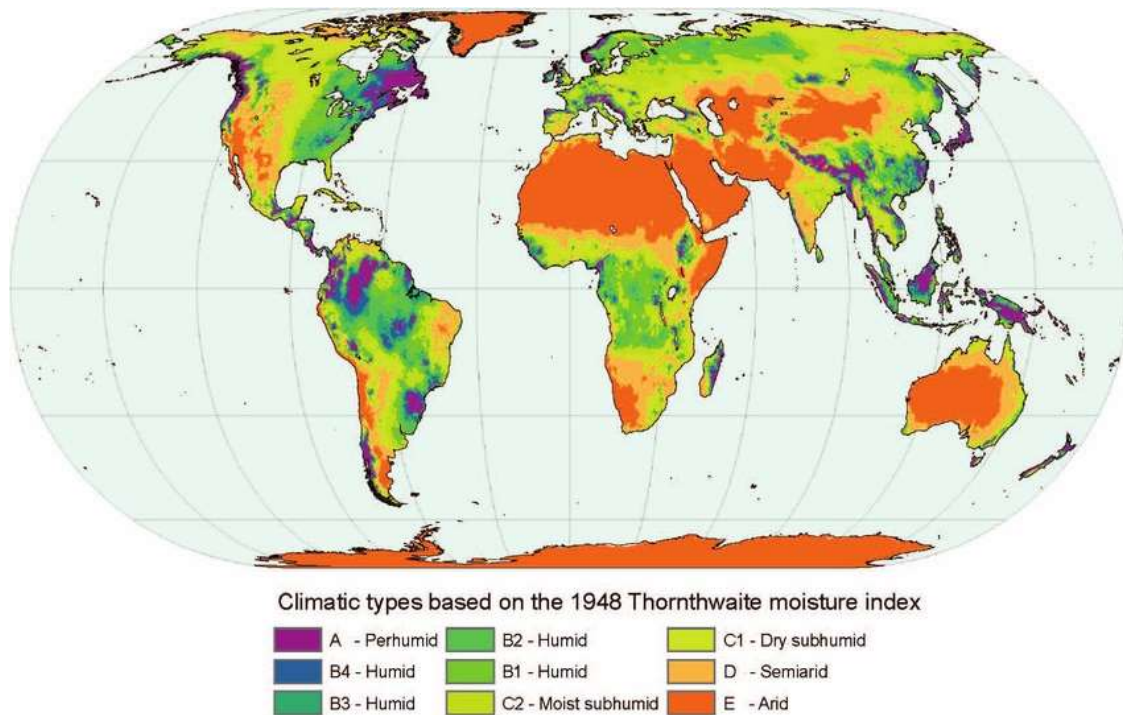 Climatic types based on the 1948 Thornthwaite moisture index
A - Perhumid
B4 - Humid
B3 - Humid
B2 - Humid
B1 - Humid
C2 - Moist subhumid
C1 - Dry subhumid
D - Semiarid
E - Arid